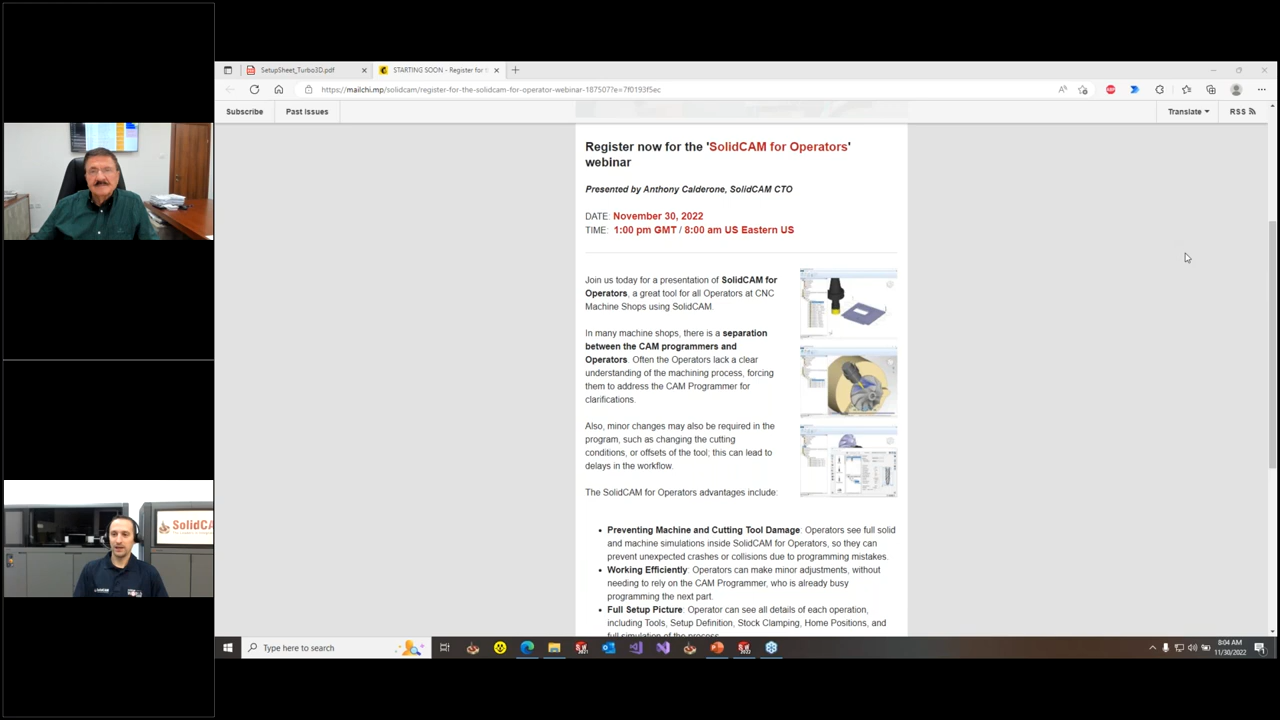 SetupSheet_Turbo3D.pdf
STARTING SOON - Register for t
https://mailchi.mp/solidcam/register-for-the-solidcam-for-operator-webinar-187507?e=7f0193f5ec
Subscribe
Past Issues
Translate
RSS
Register now for the 'SolidCAM for Operators'
webinar
Presented by Anthony Calderone, SolidCAM CTO
DATE: November 30, 2022
TIME: 1:00 pm GMT / 8:00 am US Eastern US
Join us today for a presentation of SolidCAM for
Operators, a great tool for all Operators at CNC
Machine Shops using SolidCAM.
In many machine shops, there is a separation
between the CAM programmers and
Operators. Often the Operators lack a clear
understanding of the machining process, forcing
them to address the CAM Programmer for
clarifications.
Also, minor changes may also be required in the
program, such as changing the cutting
conditions, or offsets of the tool; this can lead to
delays in the workflow.
The SolidCAM for Operators advantages include:
• Preventing Machine and Cutting Tool Damage: Operators see full solid
and machine simulations inside SolidCAM for Operators, so they can
prevent unexpected crashes or collisions due to programming mistakes.
• Working Efficiently: Operators can make minor adjustments, without
needing to rely on the CAM Programmer, who is already busy
programming the next part.
• Full Setup Picture: Operator can see all details of each operation,
including Tools, Setup Definition, Stock Clamping, Home Positions, and
full simulation of the process
SolidCA
Type here to search
8:04 AM
11/30/2022